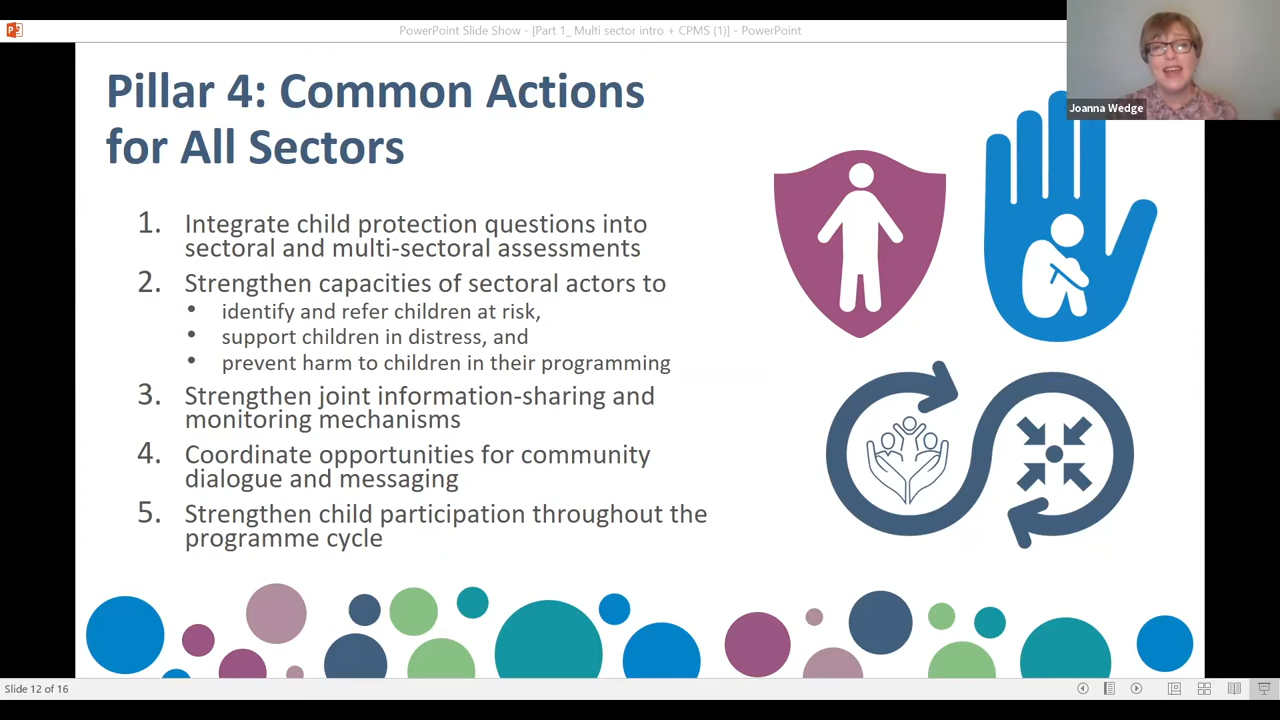 PowerPoint Slide Show - [Part 1_ Multi sector intro + CPMS (1)] - PowerPoint
Joanna Wedge
Pillar 4: Common Actions
for All Sectors
1. Integrate child protection questions into
sectoral and multi-sectoral assessments
2. Strengthen capacities of sectoral actors to
• identify and refer children at risk,
• support children in distress, and
• prevent harm to children in their programming
3. Strengthen joint information-sharing and
monitoring mechanisms
4. Coordinate opportunities for community
dialogue and messaging
5. Strengthen child participation throughout the
programme cycle
Slide 12 of 16